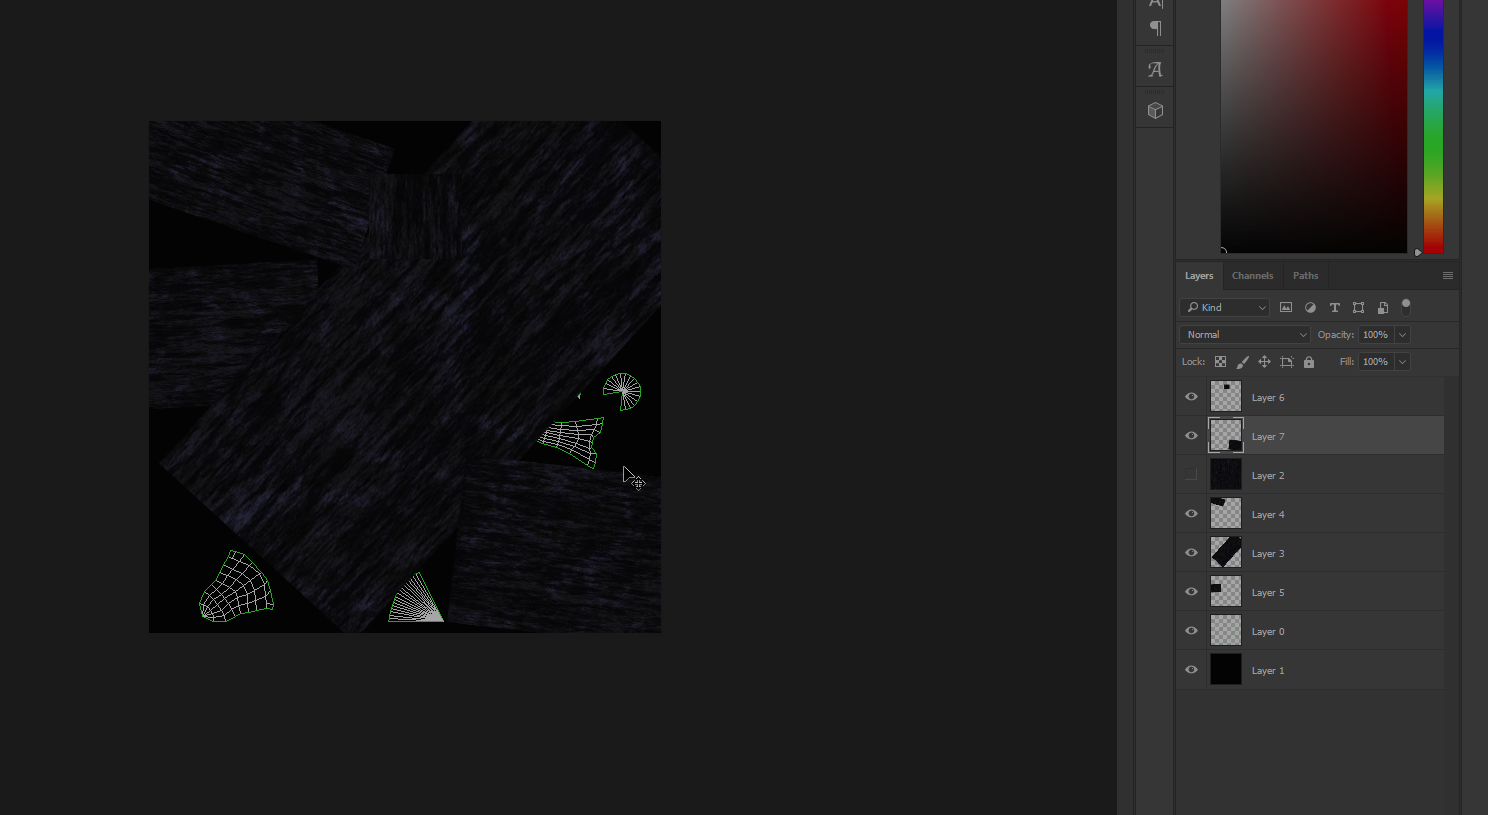 Layers Channels Paths
Kind
Normal Opacity: 100%
Lock: Fill: 100%
Layer 6
Layer 7
Layer 2
Layer 4
Layer 3
Layer 5
Layer 0
Layer 1